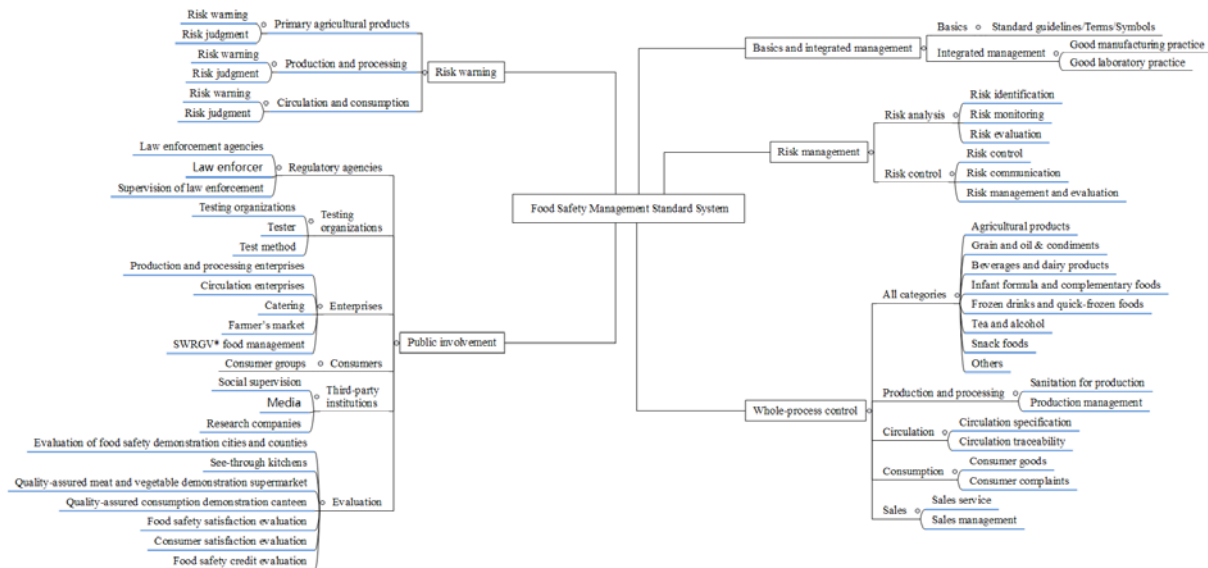 Risk warning
Primary agricultural products
Risk judgment
Risk warning
Production and processing
Risk judgment
Risk warning
Circulation and consumption
Risk judgment
Risk warning
Law enforcement agencies
Law enforcer
Regulatory agencies
Supervision of law enforcement
Testing organizations
Tester
Test method
Testing
organizations
Production and processing enterprises
Circulation enterprises
Catering
Enterprises
Farmer's market
SWRGV* food management
Consumer groups
Consumers
Social supervision
Media
Third-party
institutions
Research companies
Evaluation of food safety demonstration cities and counties
See-through kitchens
Quality-assured meat and vegetable demonstration supermarket
Quality-assured consumption demonstration canteen
Evaluation
Food safety satisfaction evaluation
Consumer satisfaction evaluation
Food safety credit evaluation
Public involvement
Food Safety Management Standard System
Basics and integrated management
Basics
Standard guidelines/Terms/Symbols
Integrated management
Good manufacturing practice
Good laboratory practice
Risk management
Risk analysis
Risk identification
Risk monitoring
Risk evaluation
Risk control
Risk control
Risk communication
Risk management and evaluation
Whole-process control
All categories
Agricultural products
Grain and oil & condiments
Beverages and dairy products
Infant formula and complementary foods
Frozen drinks and quick-frozen foods
Tea and alcohol
Snack foods
Others
Production and processing
Sanitation for production
Production management
Circulation
Circulation specification
Circulation traceability
Consumption
Consumer goods
Consumer complaints
Sales
Sales service
Sales management